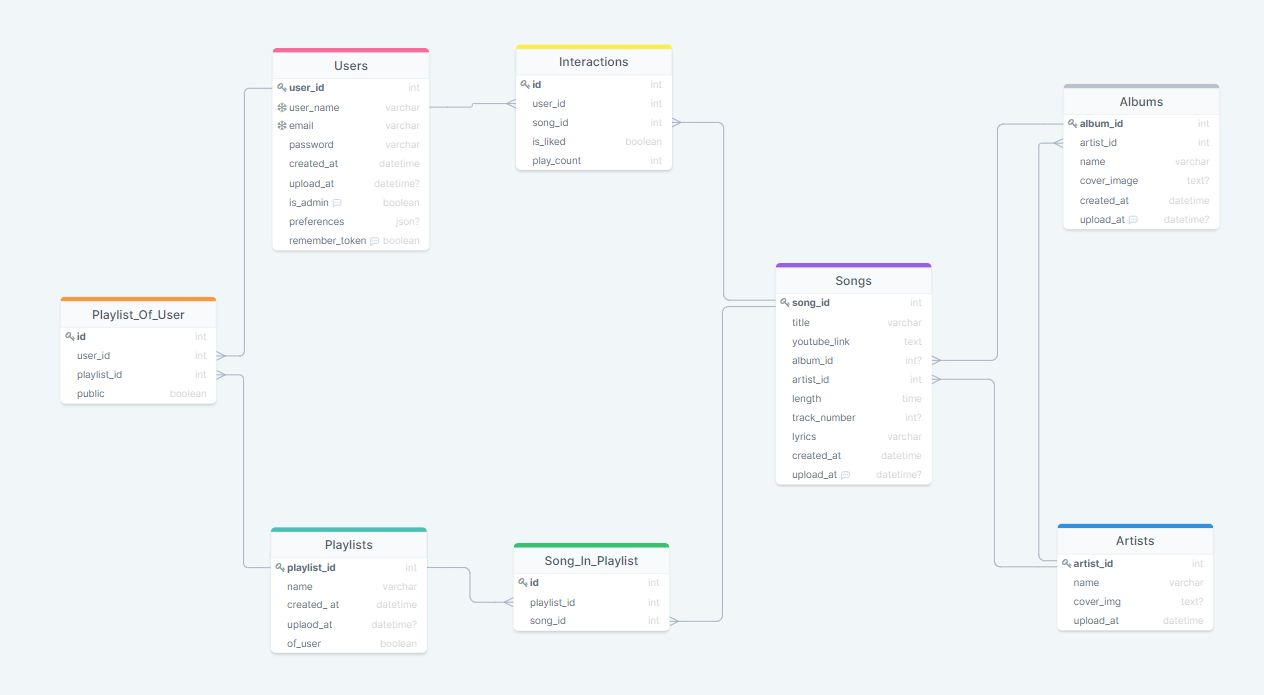 Users
user_id int
user_name varchar
email varchar
password varchar
created_at datetime
upload_at datetime?
is_admin boolean
preferences json?
remember_token boolean
Interactions
id int
user_id int
song_id int
is_liked boolean
play_count int
Albums
album_id int
artist_id int
name varchar
cover_image text?
created_at datetime
upload_at datetime?
Playlist_Of_User
id int
user_id int
playlist_id int
public boolean
Songs
song_id int
title varchar
youtube_link text
album_id int?
artist_id int
length time
track_number int?
lyrics varchar
created_at datetime
upload_at datetime?
Playlists
playlist_id int
name varchar
created_ at datetime
uplaod_at datetime?
of_user boolean
Song_In_Playlist
id int
playlist_id int
song_id int
Artists
artist_id int
name varchar
cover_img text?
upload_at datetime